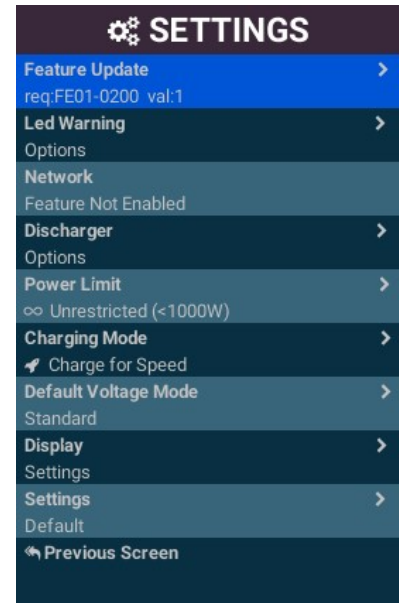 SETTINGS
Feature Update
req:FE01-0200 val:1
Led Warning
Options
Network
Feature Not Enabled
Discharger
Options
Power Limit
∞ Unrestricted (<1000W)
Charging Mode
Charge for Speed
Default Voltage Mode
Standard
Display
Settings
Settings
Default
Previous Screen